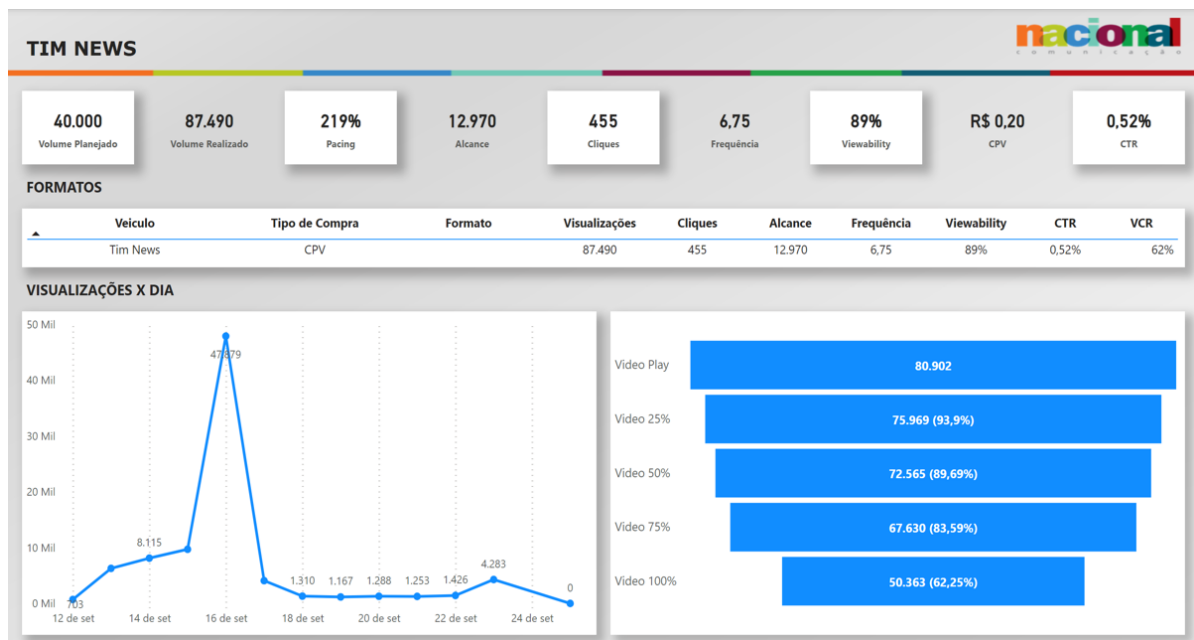 TIM NEWS
nacional
comunicação
40.000
Volume Planejado
87.490
Volume Realizado
219%
Pacing
12.970
Alcance
455
Cliques
6,75
Frequência
89%
Viewability
R$ 0,20
CPV
0,52%
CTR
FORMATOS
Veiculo Tipo de Compra Formato Visualizações Cliques Alcance Frequência Viewability CTR VCR
Tim News CPV 87.490 455 12.970 6,75 89% 0,52% 62%
VISUALIZAÇÕES X DIA
50 Mil
40 Mil
30 Mil
20 Mil
10 Mil
0 Mil
47.879
8.115
703
1.310
1.167
1.288
1.253
1.426
4.283
0
12 de set 14 de set 16 de set 18 de set 20 de set 22 de set 24 de set
Video Play 80.902
Video 25% 75.969 (93,9%)
Video 50% 72.565 (89,69%)
Video 75% 67.630 (83,59%)
Video 100% 50.363 (62,25%)